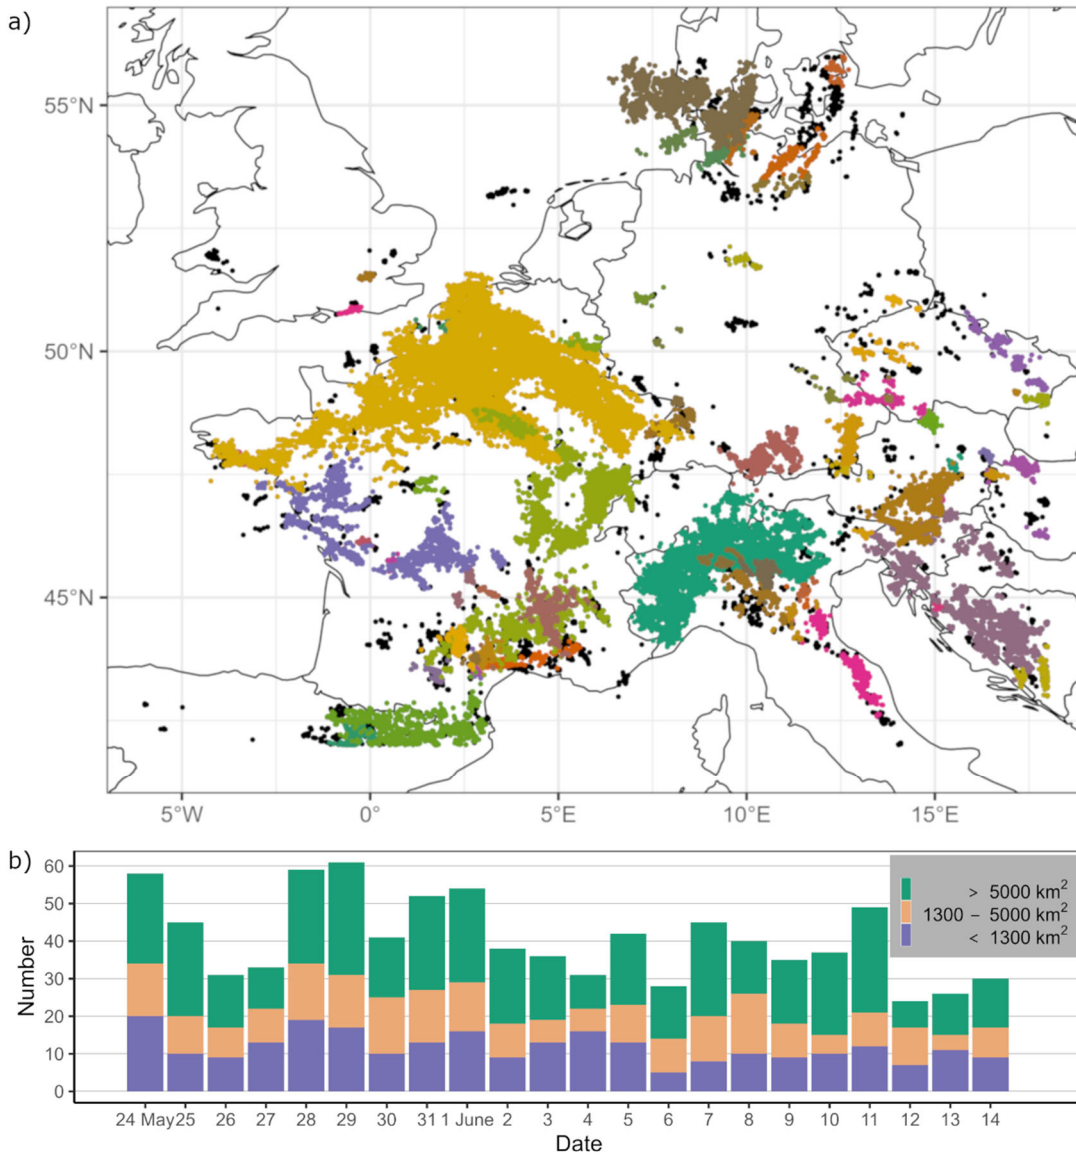 a)
55°N
50°N
45°N
5°W 0° 5°E 10°E 15°E
b)
60
50
40
30
20
10
0
Number
> 5000 km²
1300 – 5000 km²
< 1300 km²
24 May 25 26 27 28 29 30 31 1 June 2 3 4 5 6 7 8 9 10 11 12 13 14
Date